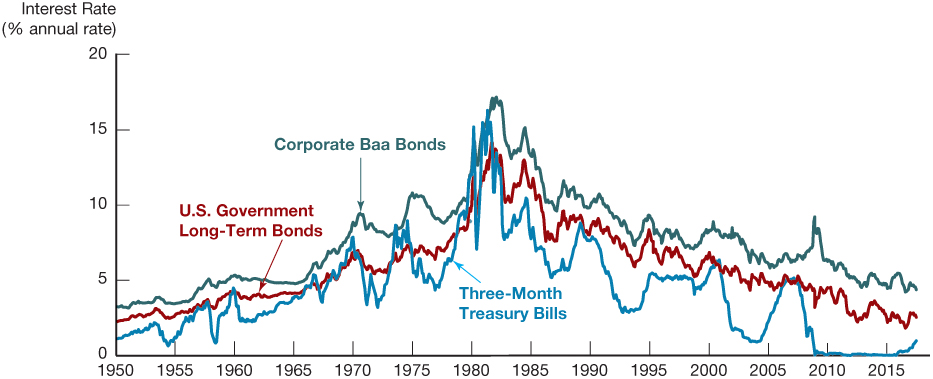 Interest Rate
(% annual rate)
20
15
10
5
0
Corporate Baa Bonds
U.S. Government
Long-Term Bonds
Three-Month
Treasury Bills
1950 1955 1960 1965 1970 1975 1980 1985 1990 1995 2000 2005 2010 2015